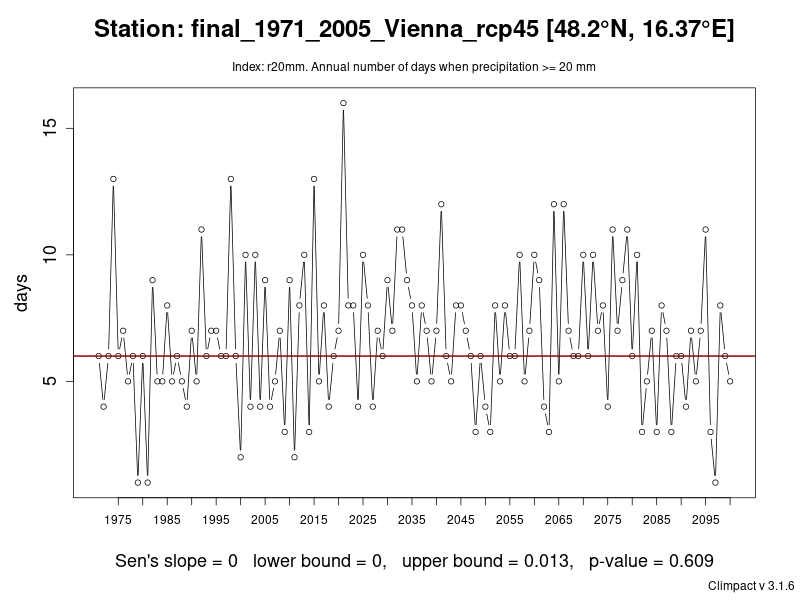 Station: final_1971_2005_Vienna_rcp45 [48.2°N, 16.37°E]
Index: r20mm. Annual number of days when precipitation >= 20 mm
15
10
5
days
1975 1985 1995 2005 2015 2025 2035 2045 2055 2065 2075 2085 2095
Sen's slope = 0 lower bound = 0, upper bound = 0.013, p-value = 0.609
Climpact v 3.1.6